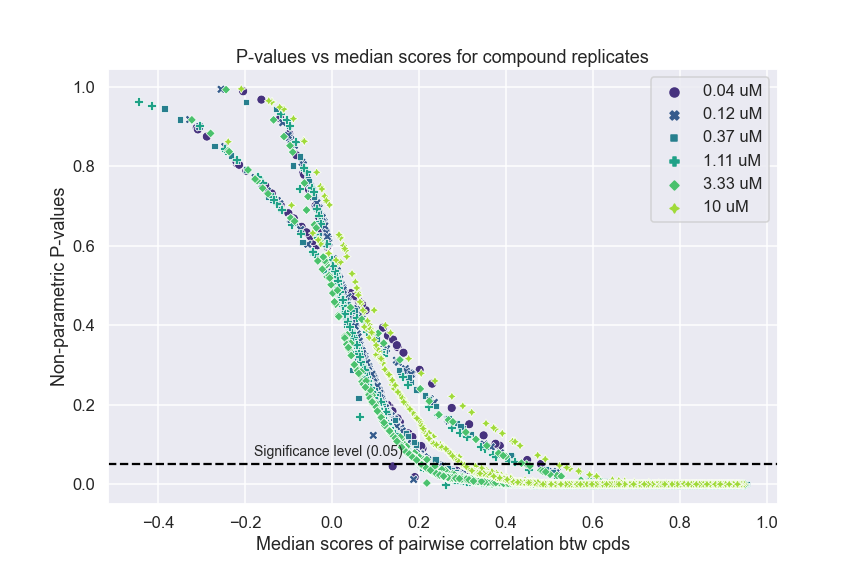 P-values vs median scores for compound replicates
1.0
0.8
0.6
0.4
0.2
0.0
Non-parametric P-values
0.04 uM
0.12 uM
0.37 uM
1.11 uM
3.33 uM
10 uM
Significance level (0.05)
−0.4 −0.2 0.0 0.2 0.4 0.6 0.8 1.0
Median scores of pairwise correlation btw cpds